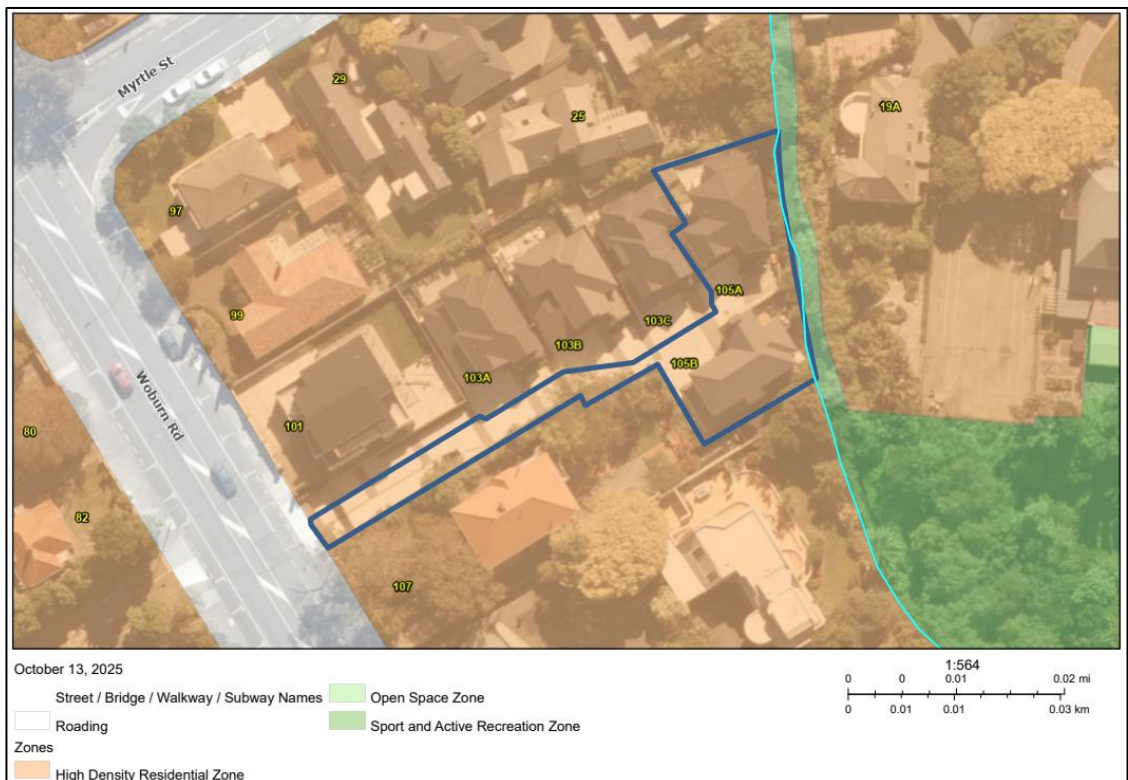 Myrtle St
29
25
19A
97
99
105A
103C
103B
105B
103A
Woburn Rd
101
80
82
107
October 13, 2025
1:564
Street / Bridge / Walkway / Subway Names
Open Space Zone
0 0 0.01 0.02 mi
Roading
Sport and Active Recreation Zone
0 0.01 0.01 0.03 km
Zones
High Density Residential Zone